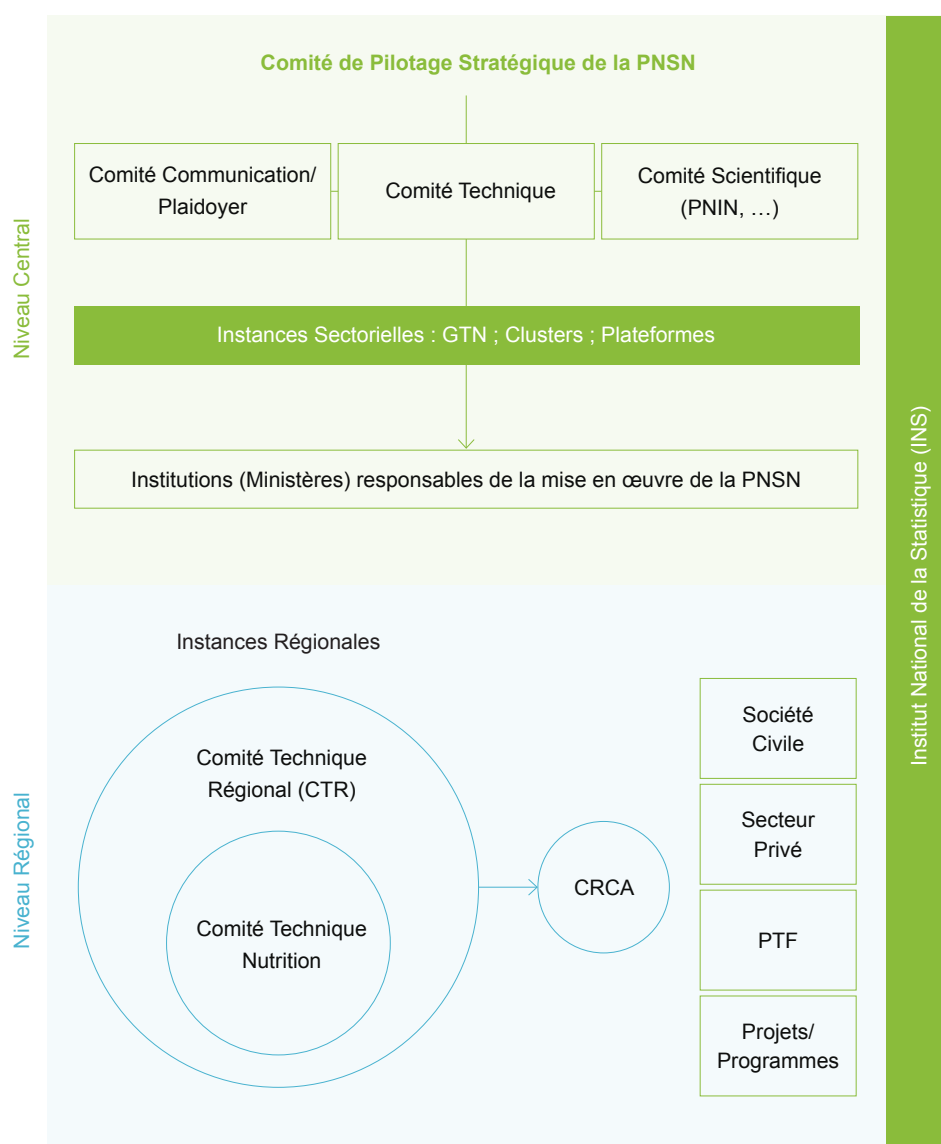 Comité de Pilotage Stratégique de la PNSN
Niveau Central
Comité Communication/
Plaidoyer
Comité Technique
Comité Scientifique
(PNIN, …)
Instances Sectorielles : GTN ; Clusters ; Plateformes
Institutions (Ministères) responsables de la mise en œuvre de la PNSN
Institut National de la Statistique (INS)
Niveau Régional
Instances Régionales
Comité Technique
Régional (CTR)
Comité Technique
Nutrition
CRCA
Société
Civile
Secteur
Privé
PTF
Projets/
Programmes